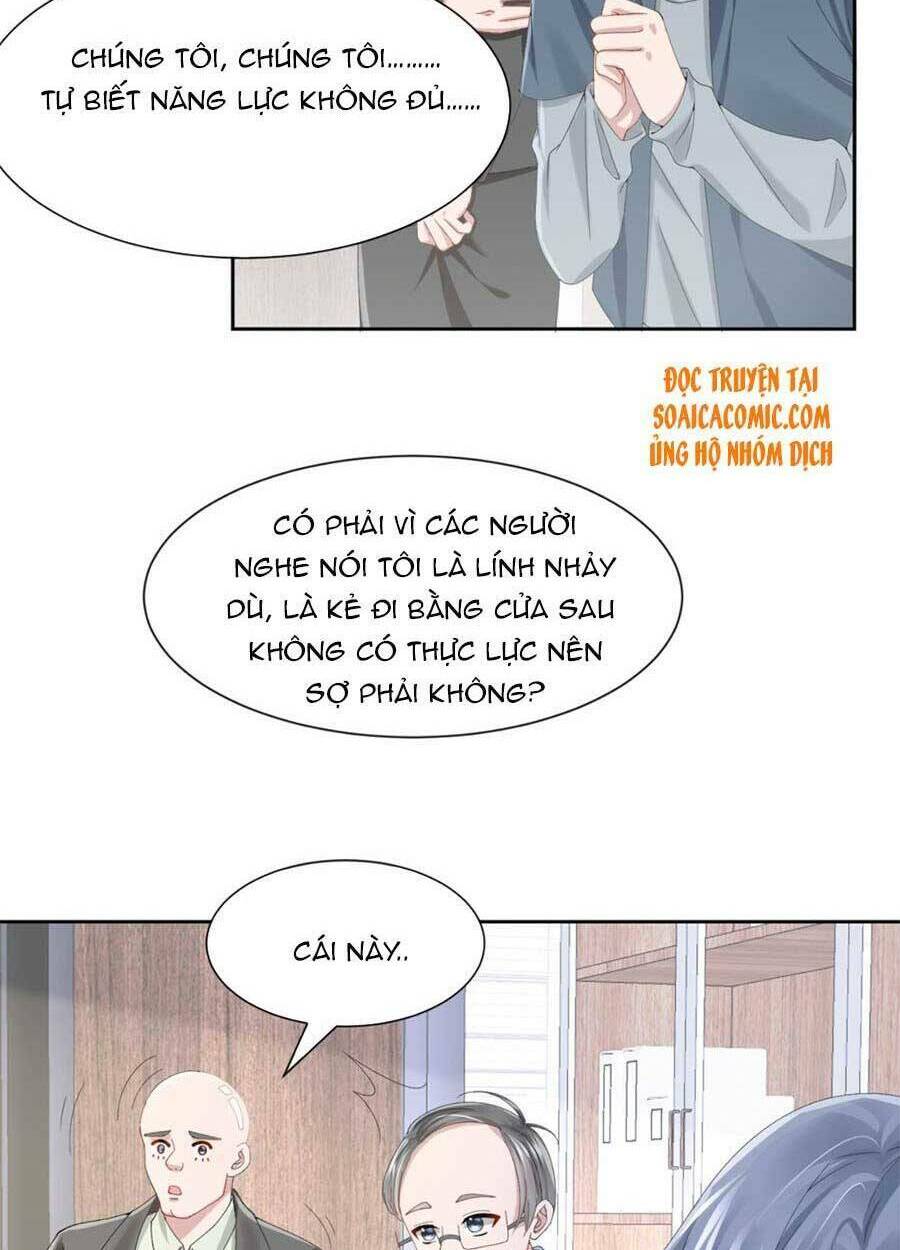 CHÚNG TÔI, CHÚNG TÔI.........
TỰ BIẾT NĂNG LỰC KHÔNG ĐỦ......
ĐỌC TRUYỆN TẠI
SOAICACOMIC.COM
ỦNG HỘ NHÓM DỊCH
CÓ PHẢI VÌ CÁC NGƯỜI
NGHE NÓI TÔI LÀ LÍNH NHẢY
DÙ, LÀ KẺ ĐI BẰNG CỬA SAU
KHÔNG CÓ THỰC LỰC NÊN
SỢ PHẢI KHÔNG?
CÁI NÀY..